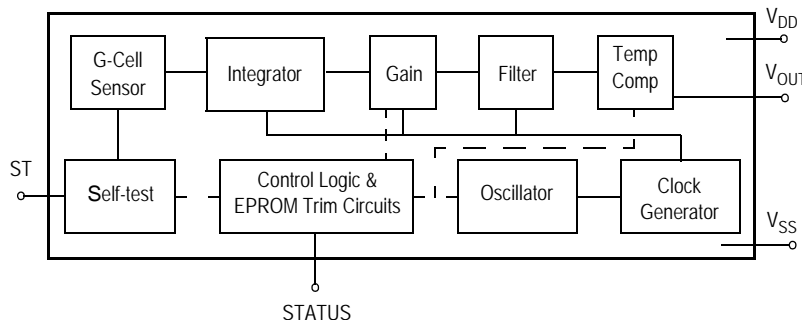 G-Cell
Sensor
Integrator
Gain
Filter
Temp
Comp
VDD
VOUT
ST
Self-test
Control Logic &
EPROM Trim Circuits
Oscillator
Clock
Generator
VSS
STATUS